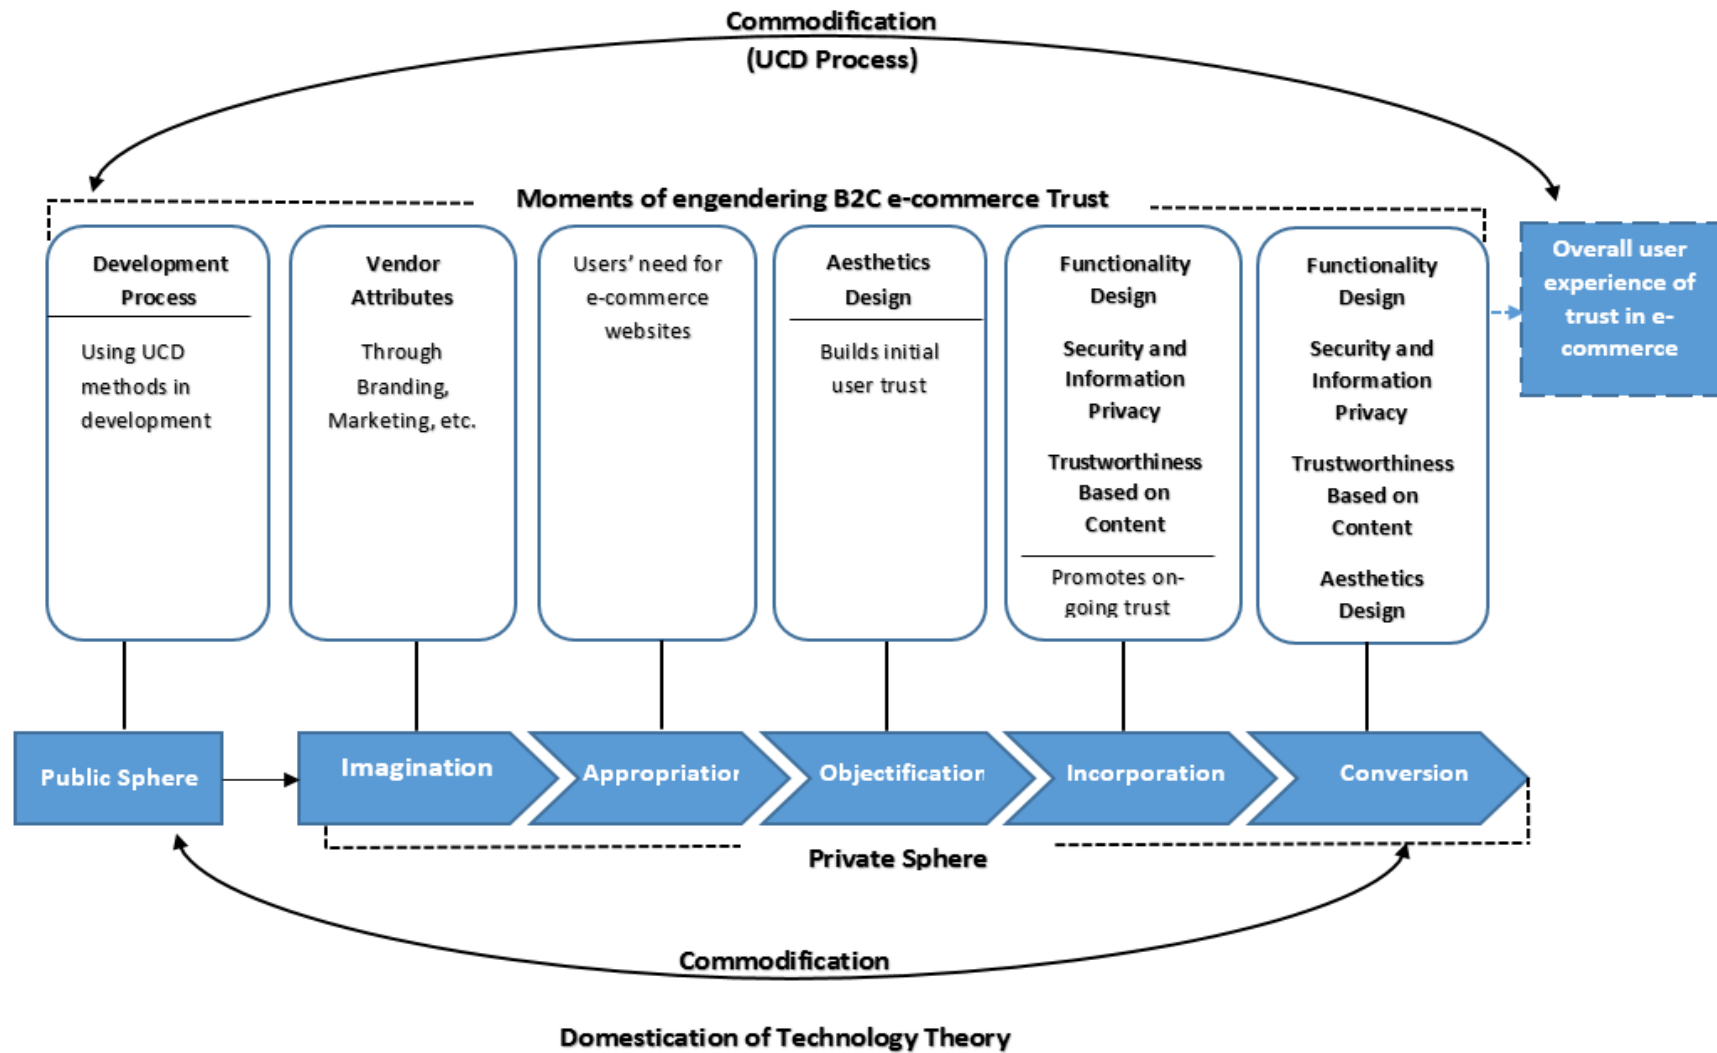 Commodification
(UCD Process)
Moments of engendering B2C e-commerce Trust
Development
Process
Using UCD
methods in
development
Vendor
Attributes
Through
Branding,
Marketing, etc.
Users' need for
e-commerce
websites
Aesthetics
Design
Builds initial
user trust
Functionality
Design
Security and
Information
Privacy
Trustworthiness
Based on
Content
Promotes on-
going trust
Functionality
Design
Security and
Information
Privacy
Trustworthiness
Based on
Content
Aesthetics
Design
Overall user
experience of
trust in e-
commerce
Public Sphere
Imagination
Appropriation
Objectification
Incorporation
Conversion
Private Sphere
Commodification
Domestication of Technology Theory